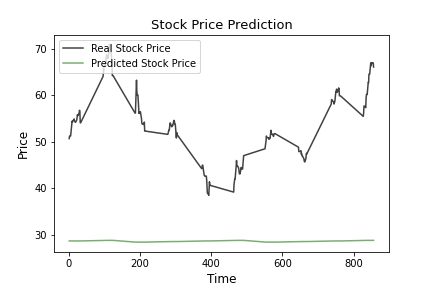 Stock Price Prediction
Real Stock Price
Predicted Stock Price
70
60
50
40
30
Price
0 200 400 600 800
Time